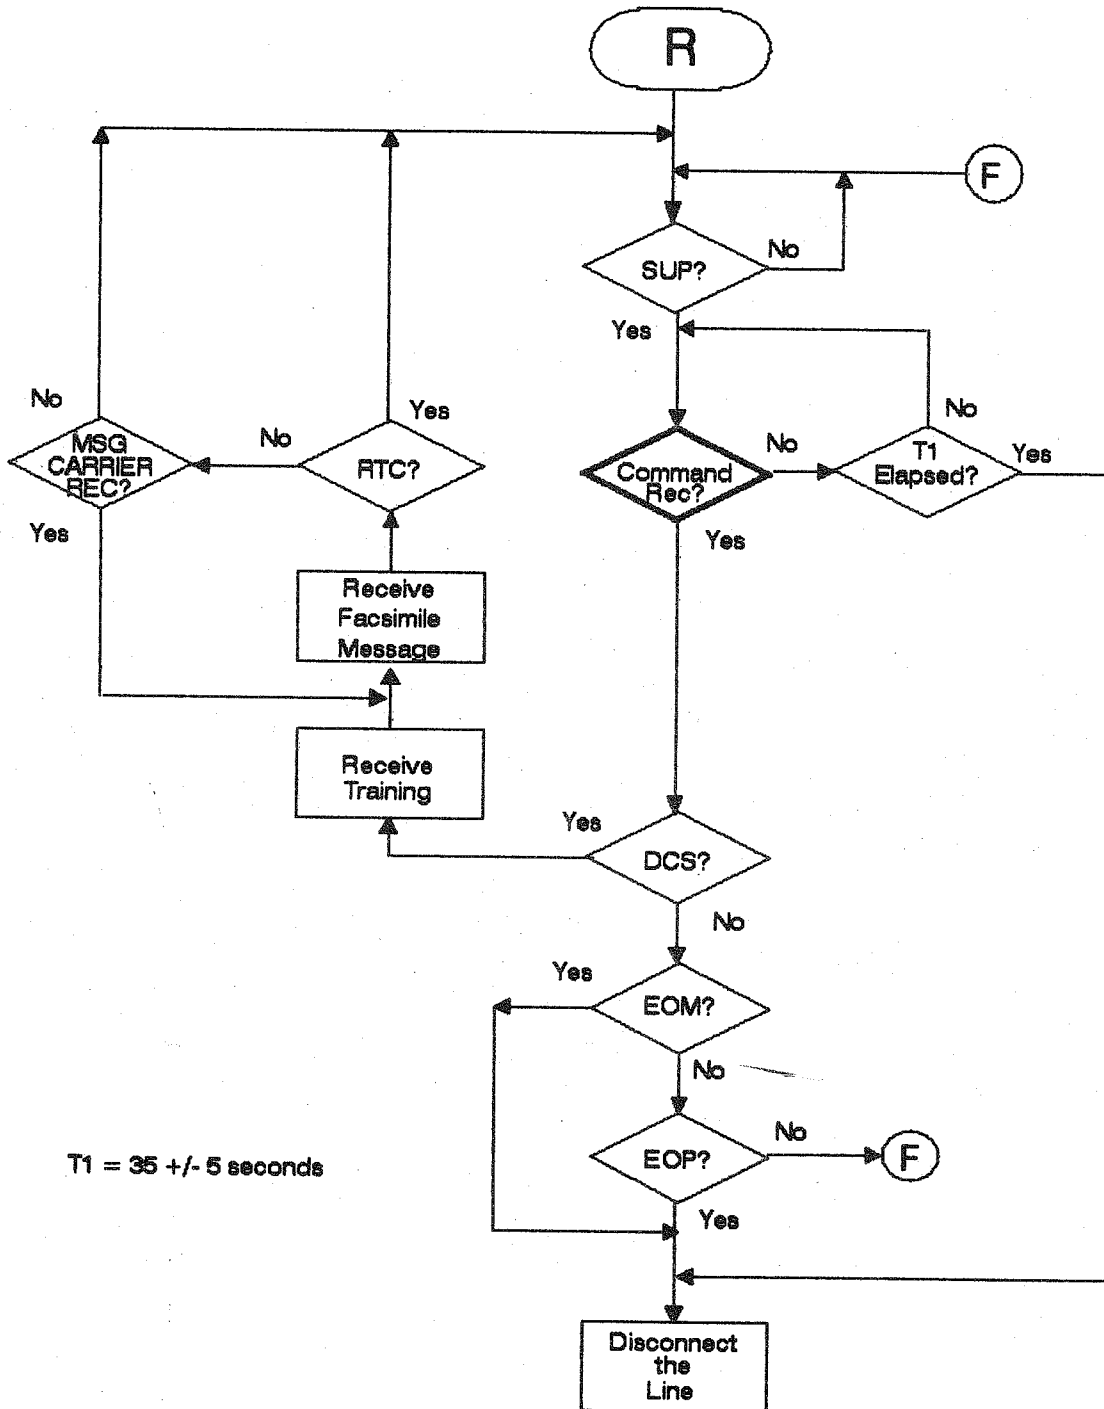 R
F
SUP?
No
Yes
No
Yes
No
MSG
CARRIER
REC?
Yes
No
RTC?
Yes
Command
Rec?
No
Yes
T1
Elapsed?
No
Yes
Receive
Facsimile
Message
Receive
Training
Yes
DCS?
No
Yes
EOM?
No
EOP?
No
F
Yes
T1 = 35 +/- 5 seconds
Disconnect
the
Line